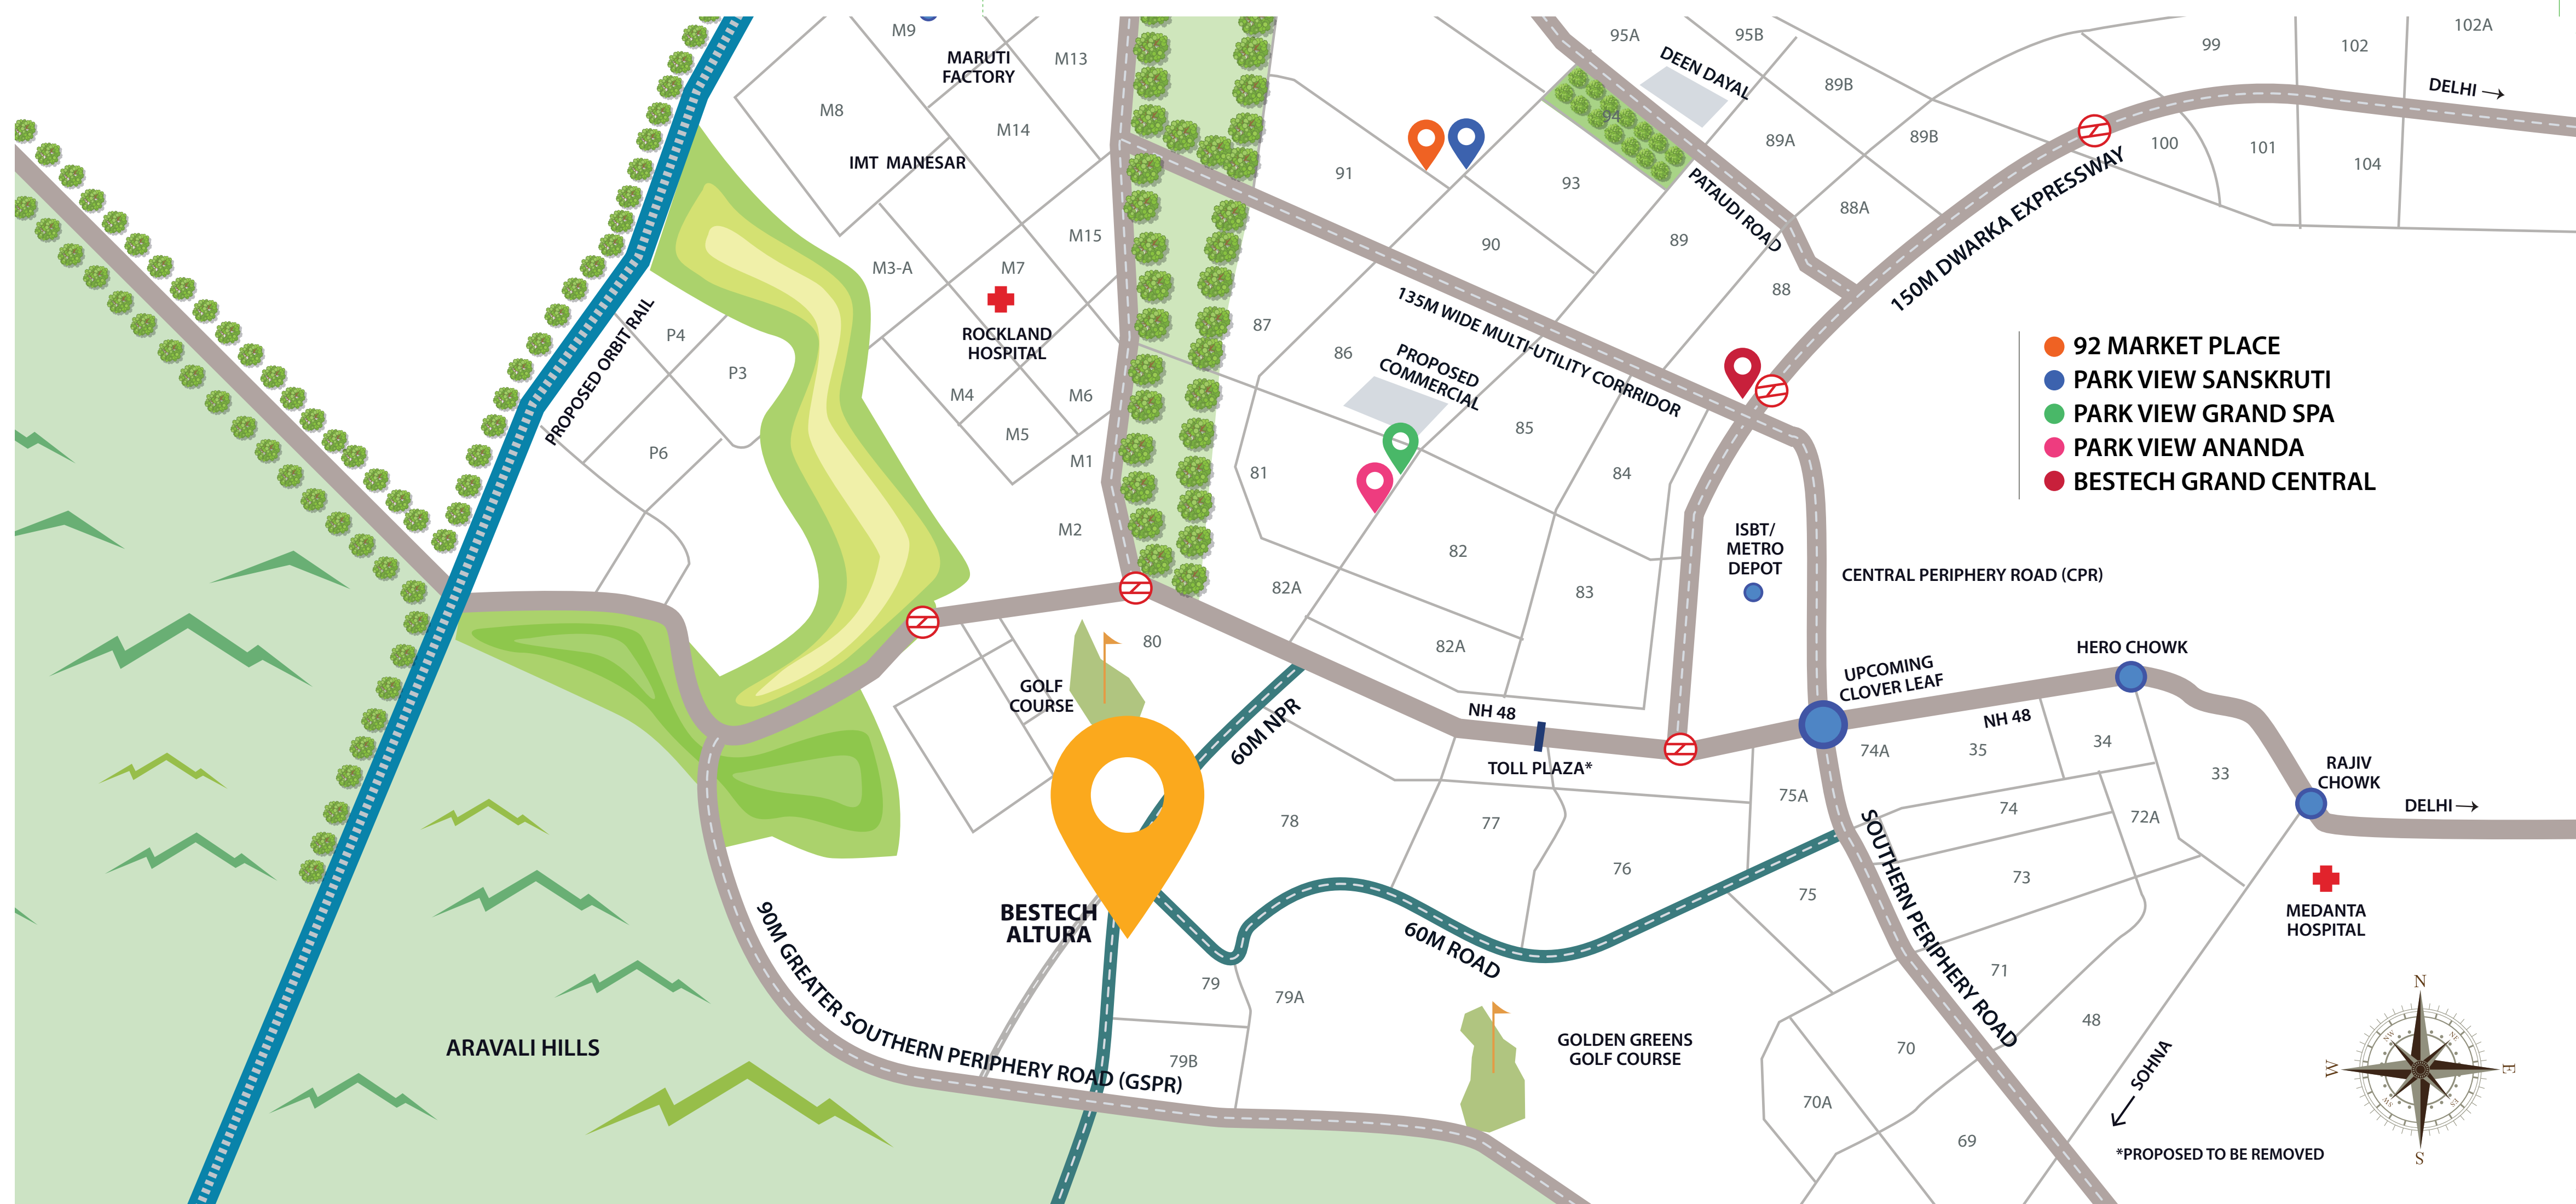 M9
MARUTI
FACTORY
M13
M8
M14
IMT MANESAR
M15
M3-A
M7
ROCKLAND
HOSPITAL
M4
M6
M5
M1
M2
P4
P3
P6
PROPOSED ORBIT RAIL
95A
95B
DEEN DAYAL
94
89B
99
102
102A
DELHI →
89A
89B
100
101
104
91
93
PATAUDI ROAD
88A
90
89
88
150M DWARKA EXPRESSWAY
87
86
135M WIDE MULTI-UTILITY CORRRIDOR
PROPOSED
COMMERCIAL
85
84
81
82
82A
83
82A
92 MARKET PLACE
PARK VIEW SANSKRUTI
PARK VIEW GRAND SPA
PARK VIEW ANANDA
BESTECH GRAND CENTRAL
ISBT/
METRO
DEPOT
CENTRAL PERIPHERY ROAD (CPR)
UPCOMING
CLOVER LEAF
HERO CHOWK
NH 48
NH 48
TOLL PLAZA*
80
GOLF
COURSE
60M NPR
74A
35
34
33
RAJIV
CHOWK
DELHI →
75A
74
72A
78
77
76
75
73
SOUTHERN PERIPHERY ROAD
MEDANTA
HOSPITAL
BESTECH
ALTURA
60M ROAD
79
79A
79B
90M GREATER SOUTHERN PERIPHERY ROAD (GSPR)
71
48
70
70A
69
GOLDEN GREENS
GOLF COURSE
ARAVALI HILLS
← SOHNA
*PROPOSED TO BE REMOVED
N
NW
NE
W
E
SW
SE
S